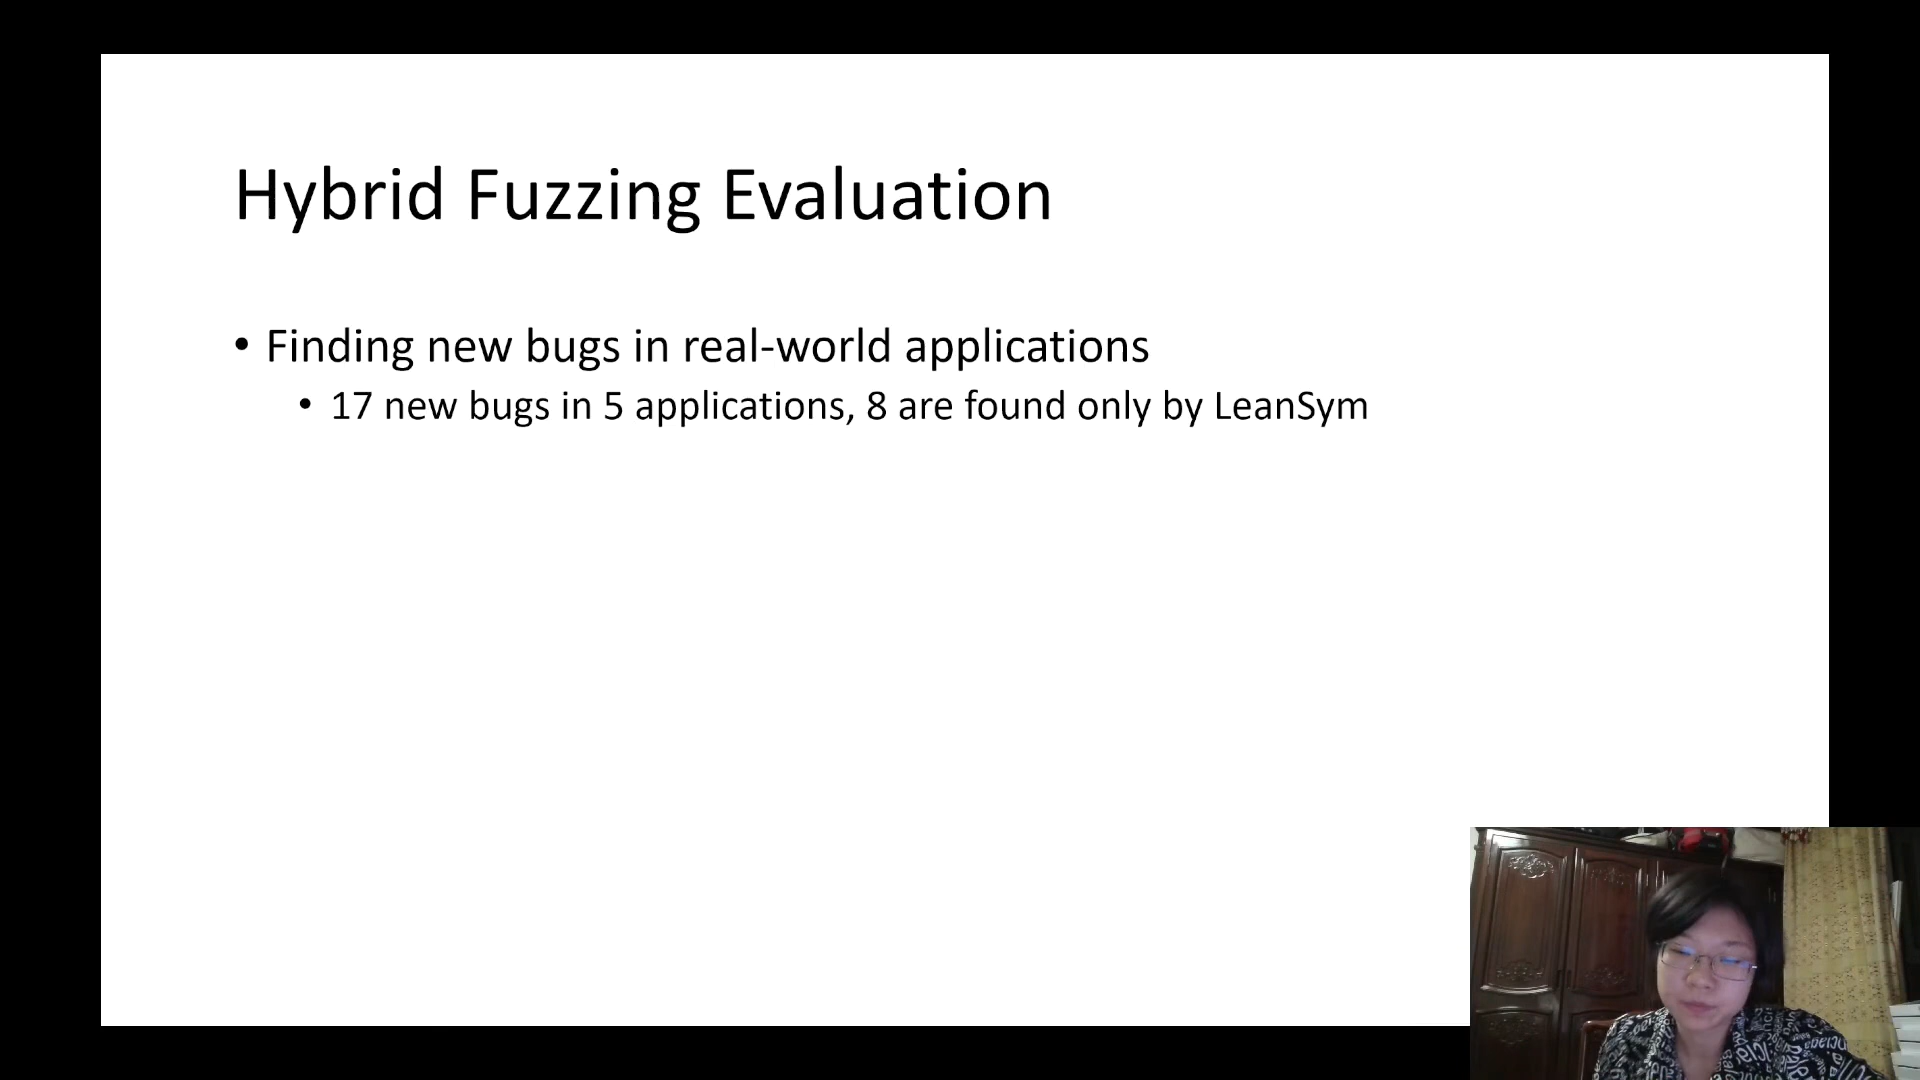 Hybrid Fuzzing Evaluation
• Finding new bugs in real-world applications
• 17 new bugs in 5 applications, 8 are found only by LeanSym